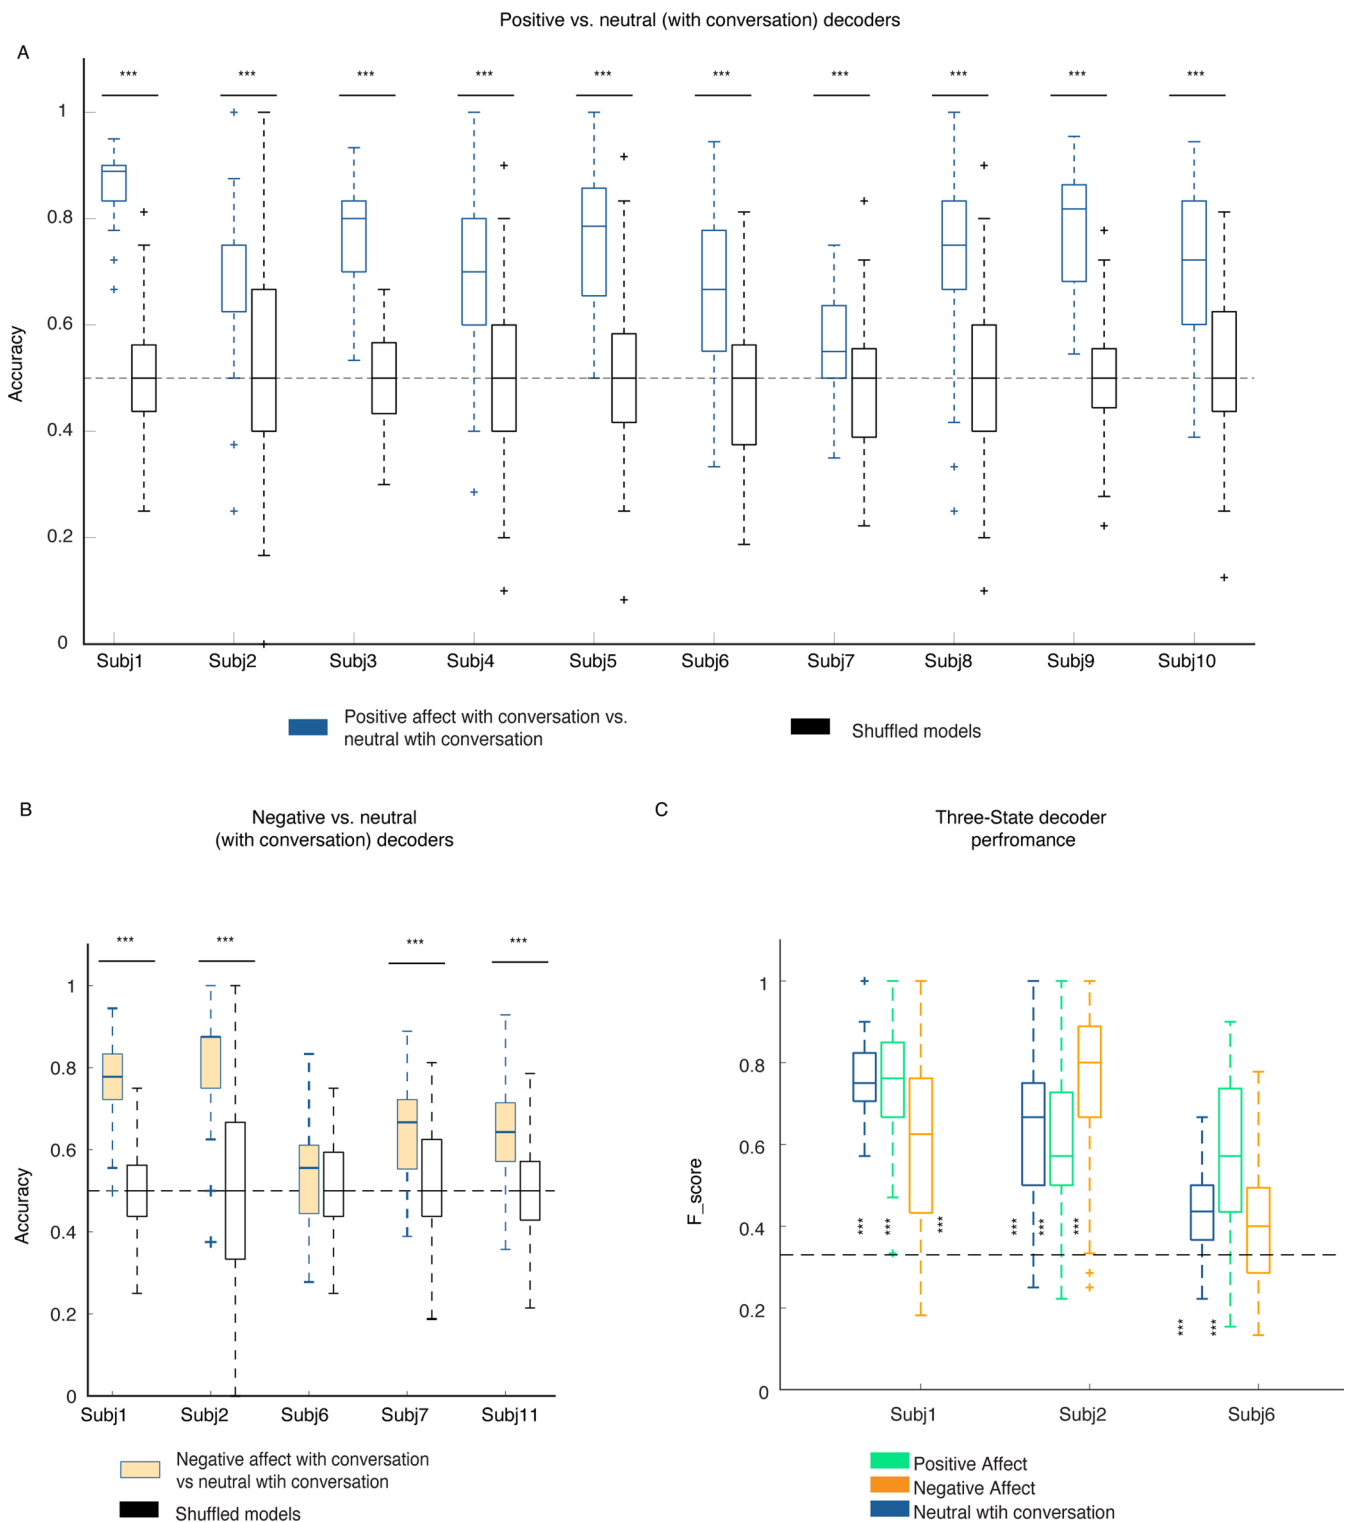 Positive vs. neutral (with conversation) decoders
A
*** *** *** *** *** *** *** *** *** ***
1
0.8
0.6
0.4
0.2
0
Accuracy
Subj1 Subj2 Subj3 Subj4 Subj5 Subj6 Subj7 Subj8 Subj9 Subj10
Positive affect with conversation vs.
neutral wtih conversation
Shuffled models
B
Negative vs. neutral
(with conversation) decoders
*** *** *** ***
1
0.8
0.6
0.4
0.2
0
Accuracy
Subj1 Subj2 Subj6 Subj7 Subj11
Negative affect with conversation
vs neutral wtih conversation
Shuffled models
C
Three-State decoder
perfromance
1
0.8
0.6
0.4
0.2
0
F_score
*** *** *** *** *** *** *** ***
Subj1 Subj2 Subj6
Positive Affect
Negative Affect
Neutral wtih conversation